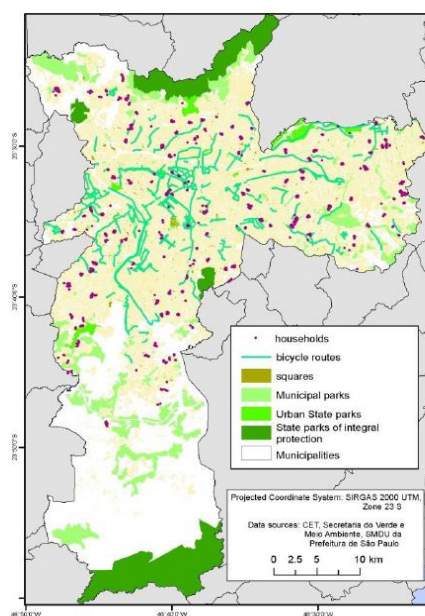 households
bicycle routes
squares
Municipal parks
Urban State parks
State parks of integral
protection
Municipalities
Projected Coordinate System: SIRGAS 2000 UTM,
Zone 23 S
Data sources: CET, Secretaria do Verde e
Meio Ambiente, SMDU da
Prefeitura de São Paulo
0 2.5 5 10 km